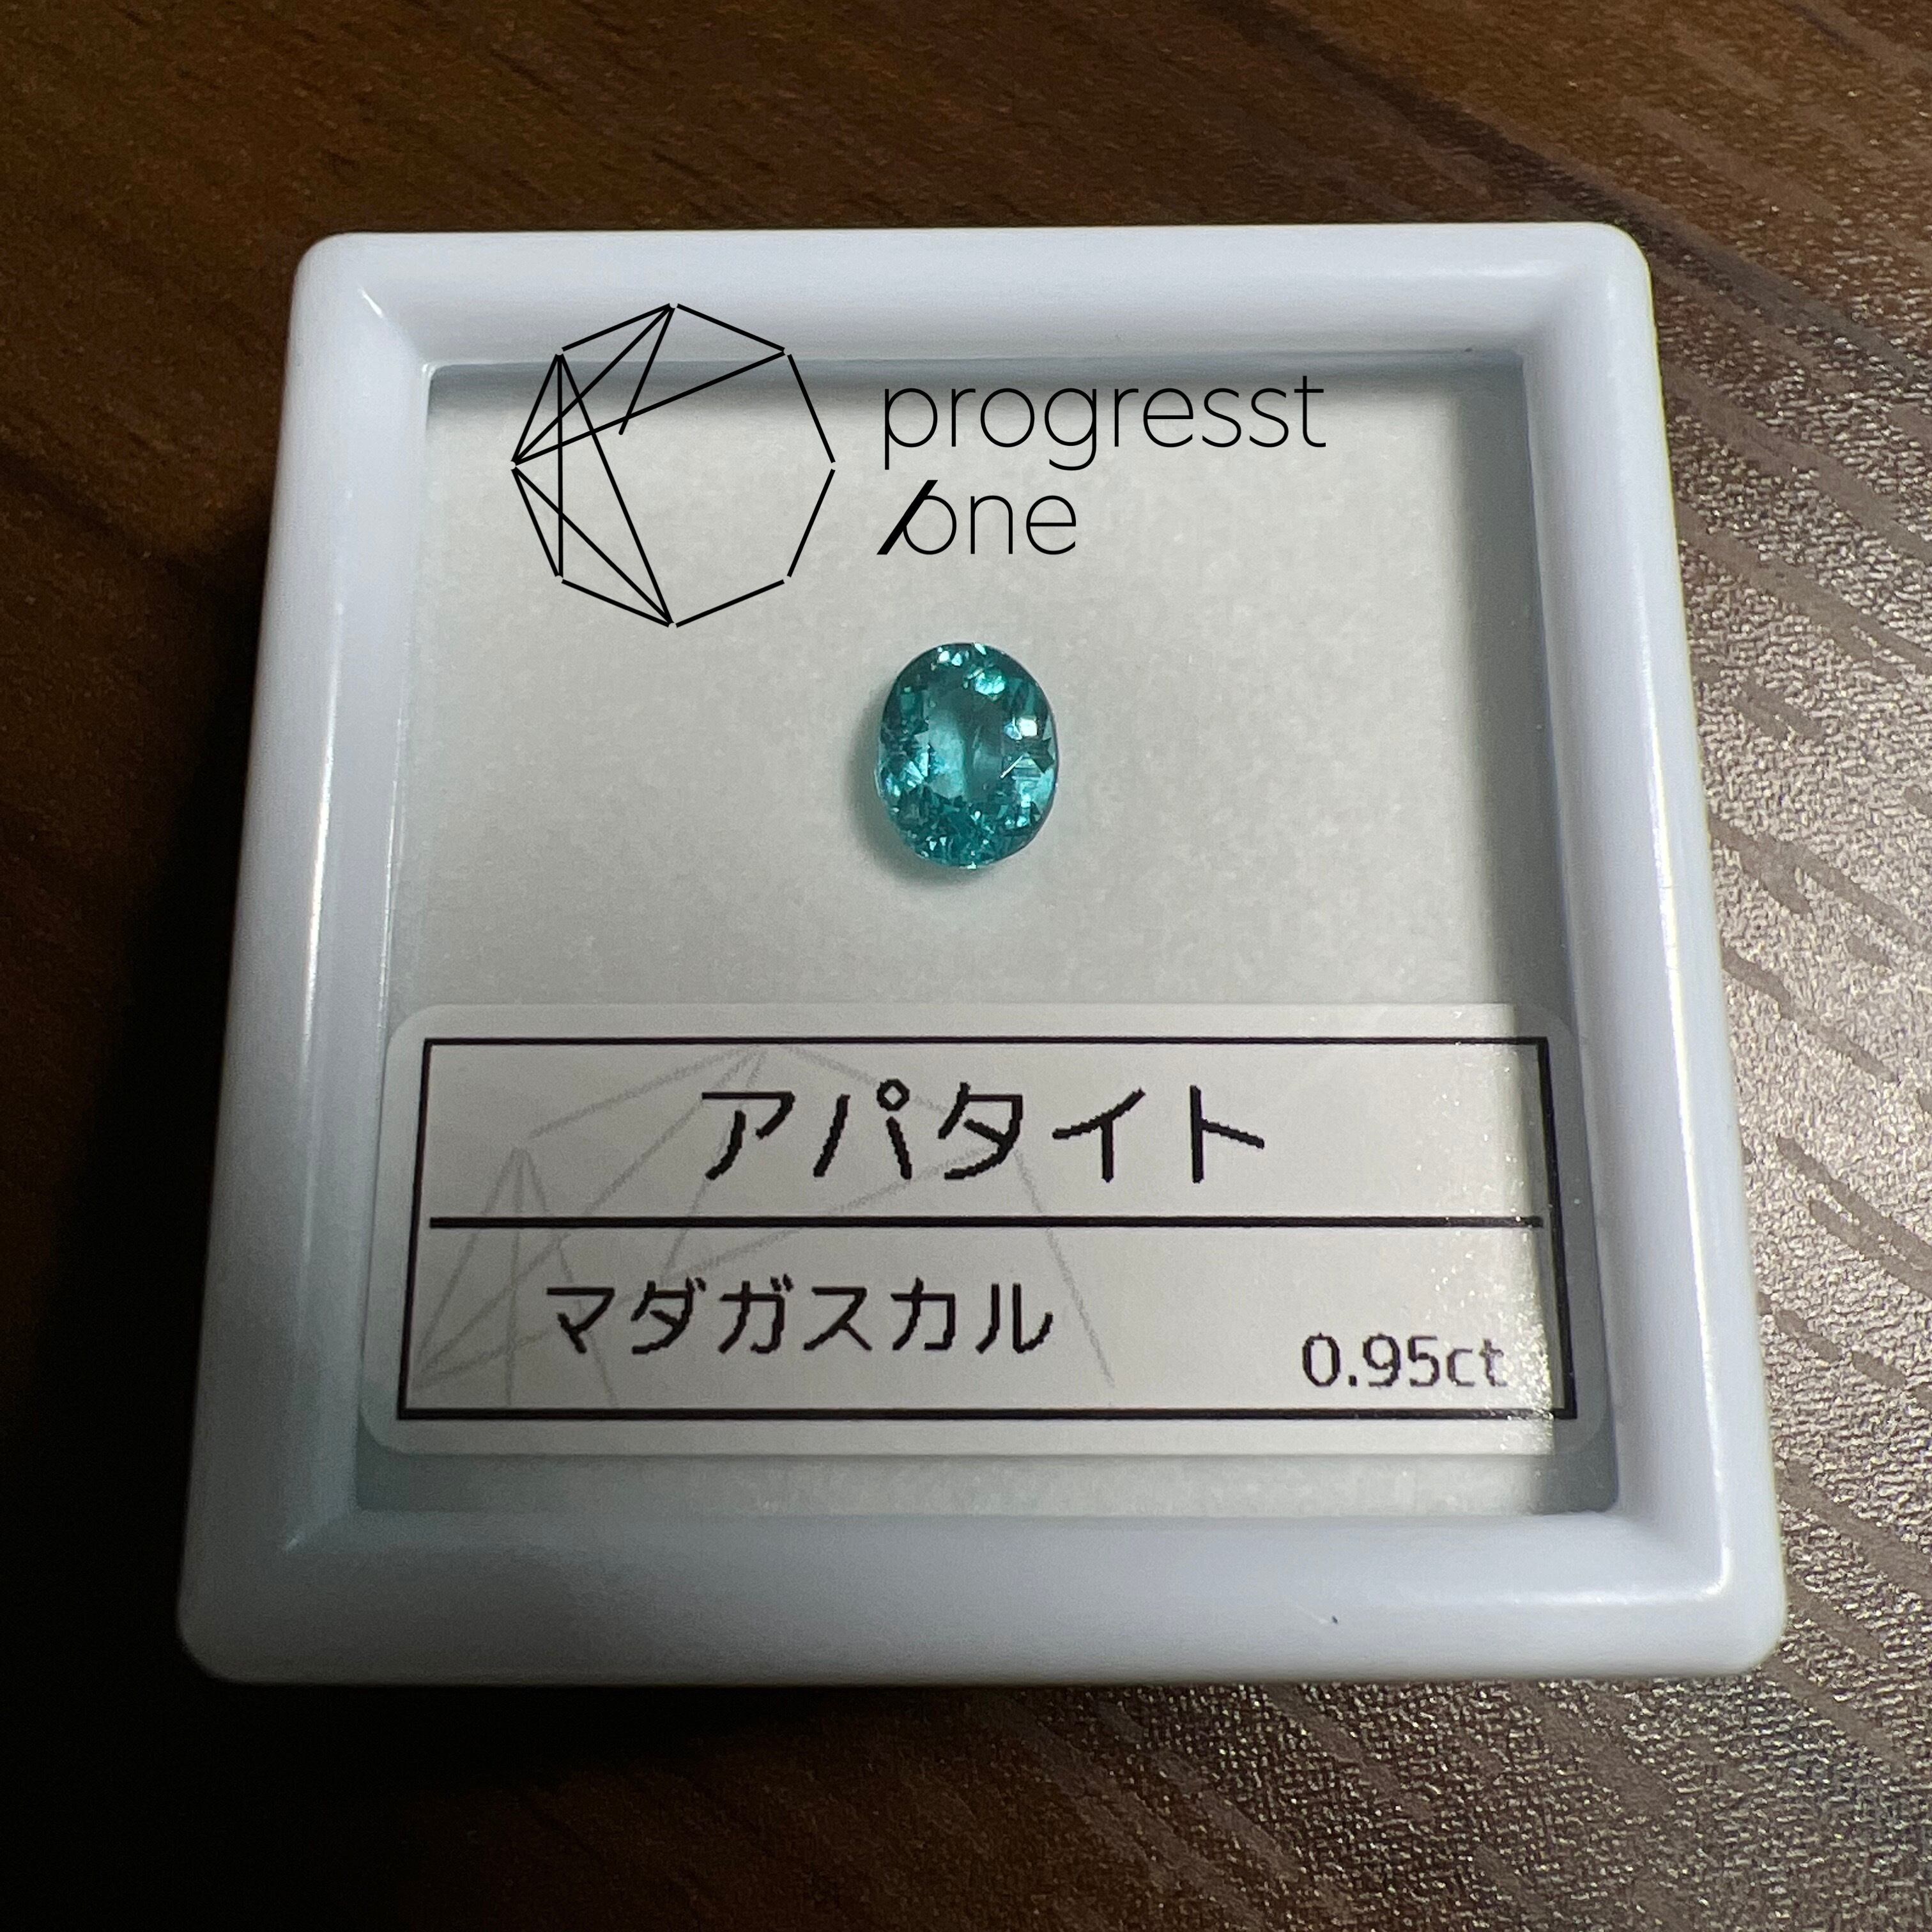 progresst
one
アパタイト
マダガスカル
0.95ct